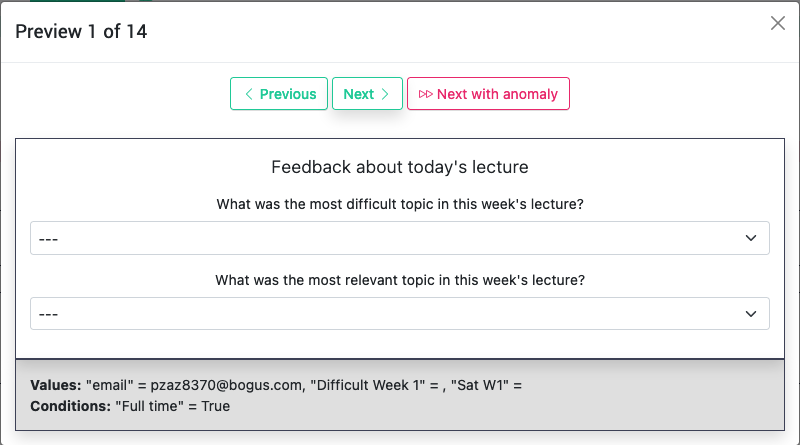 Preview 1 of 14
Previous Next Next with anomaly
Feedback about today's lecture
What was the most difficult topic in this week's lecture?
---
What was the most relevant topic in this week's lecture?
---
Values: "email" = pzaz8370@bogus.com, "Difficult Week 1" = , "Sat W1" =
Conditions: "Full time" = True